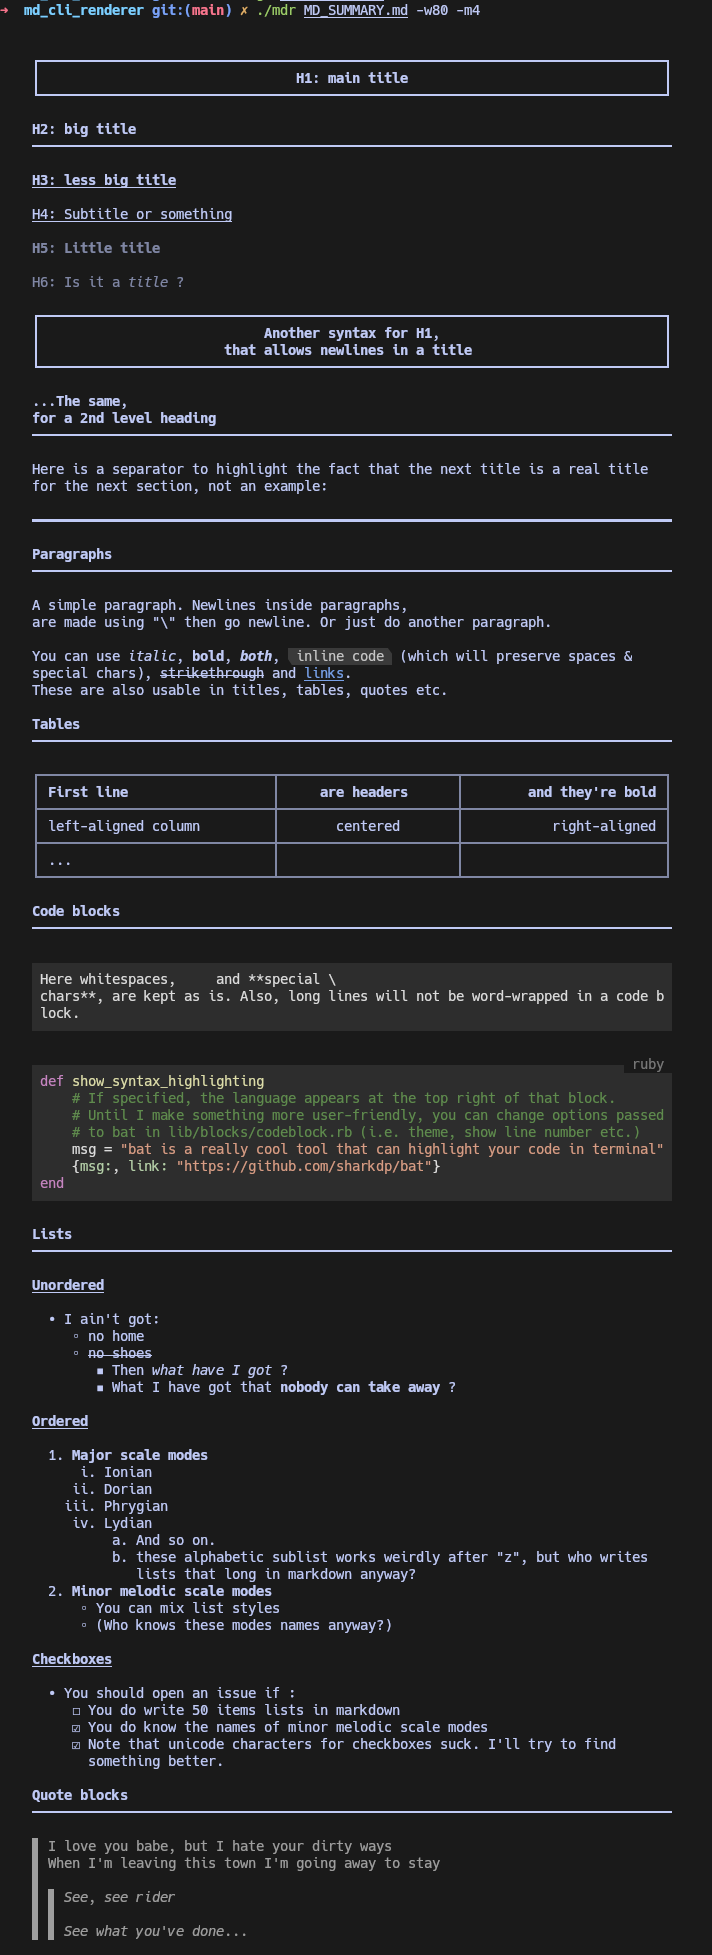 ➜  md_cli_renderer git:(main) ✗ ./mdr MD_SUMMARY.md -w80 -m4
H1: main title
H2: big title
H3: less big title
H4: Subtitle or something
H5: Little title
H6: Is it a title ?
Another syntax for H1,
that allows newlines in a title
...The same,
for a 2nd level heading
Here is a separator to highlight the fact that the next title is a real title
for the next section, not an example:
Paragraphs
A simple paragraph. Newlines inside paragraphs,
are made using "\" then go newline. Or just do another paragraph.
You can use italic, bold, both, inline code (which will preserve spaces &
special chars), strikethrough and links.
These are also usable in titles, tables, quotes etc.
Tables
First line are headers and they're bold
left-aligned column centered right-aligned
...
Code blocks
Here whitespaces,     and **special \
chars**, are kept as is. Also, long lines will not be word-wrapped in a code b
lock.
ruby
def show_syntax_highlighting
    # If specified, the language appears at the top right of that block.
    # Until I make something more user-friendly, you can change options passed
    # to bat in lib/blocks/codeblock.rb (i.e. theme, show line number etc.)
    msg = "bat is a really cool tool that can highlight your code in terminal"
    {msg:, link: "https://github.com/sharkdp/bat"}
end
Lists
Unordered
• I ain't got:
◦ no home
◦ no shoes
▪ Then what have I got ?
▪ What I have got that nobody can take away ?
Ordered
1. Major scale modes
i. Ionian
ii. Dorian
iii. Phrygian
iv. Lydian
a. And so on.
b. these alphabetic sublist works weirdly after "z", but who writes
lists that long in markdown anyway?
2. Minor melodic scale modes
◦ You can mix list styles
◦ (Who knows these modes names anyway?)
Checkboxes
• You should open an issue if :
☐ You do write 50 items lists in markdown
☑ You do know the names of minor melodic scale modes
☑ Note that unicode characters for checkboxes suck. I'll try to find
something better.
Quote blocks
I love you babe, but I hate your dirty ways
When I'm leaving this town I'm going away to stay
See, see rider
See what you've done...